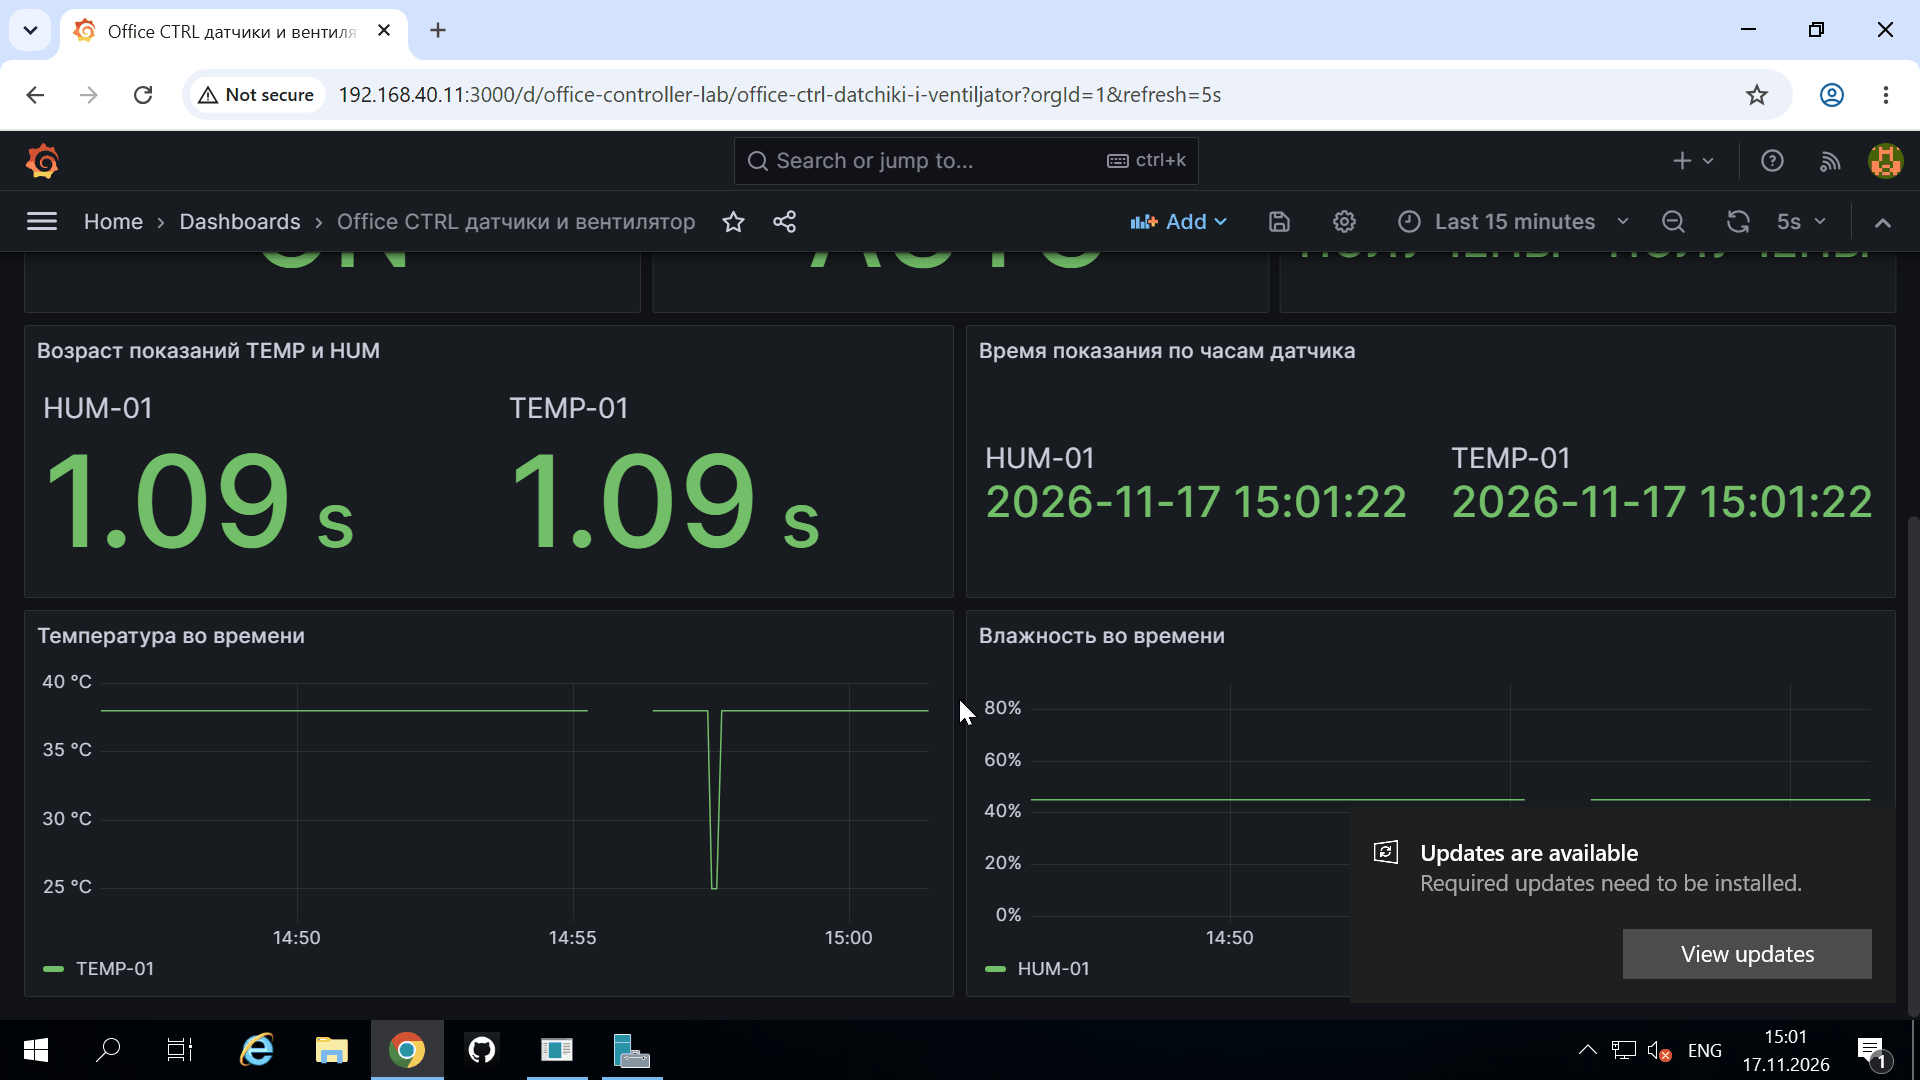 Office CTRL датчики и вентиля
Not secure
192.168.40.11:3000/d/office-controller-lab/office-ctrl-datchiki-i-ventiljator?orgId=1&refresh=5s
Search or jump to...
ctrl+k
Home › Dashboards › Office CTRL датчики и вентилятор
Add
Last 15 minutes
5s
ON
AUTO
ПОЛУЧЕНЫ ПОЛУЧЕНЫ
Возраст показаний TEMP и HUM
HUM-01
1.09 s
TEMP-01
1.09 s
Время показания по часам датчика
HUM-01
2026-11-17 15:01:22
TEMP-01
2026-11-17 15:01:22
Температура во времени
40 °C
35 °C
30 °C
25 °C
14:50
14:55
15:00
TEMP-01
Влажность во времени
80%
60%
40%
20%
0%
14:50
HUM-01
Updates are available
Required updates need to be installed.
View updates
ENG
15:01
17.11.2026
1